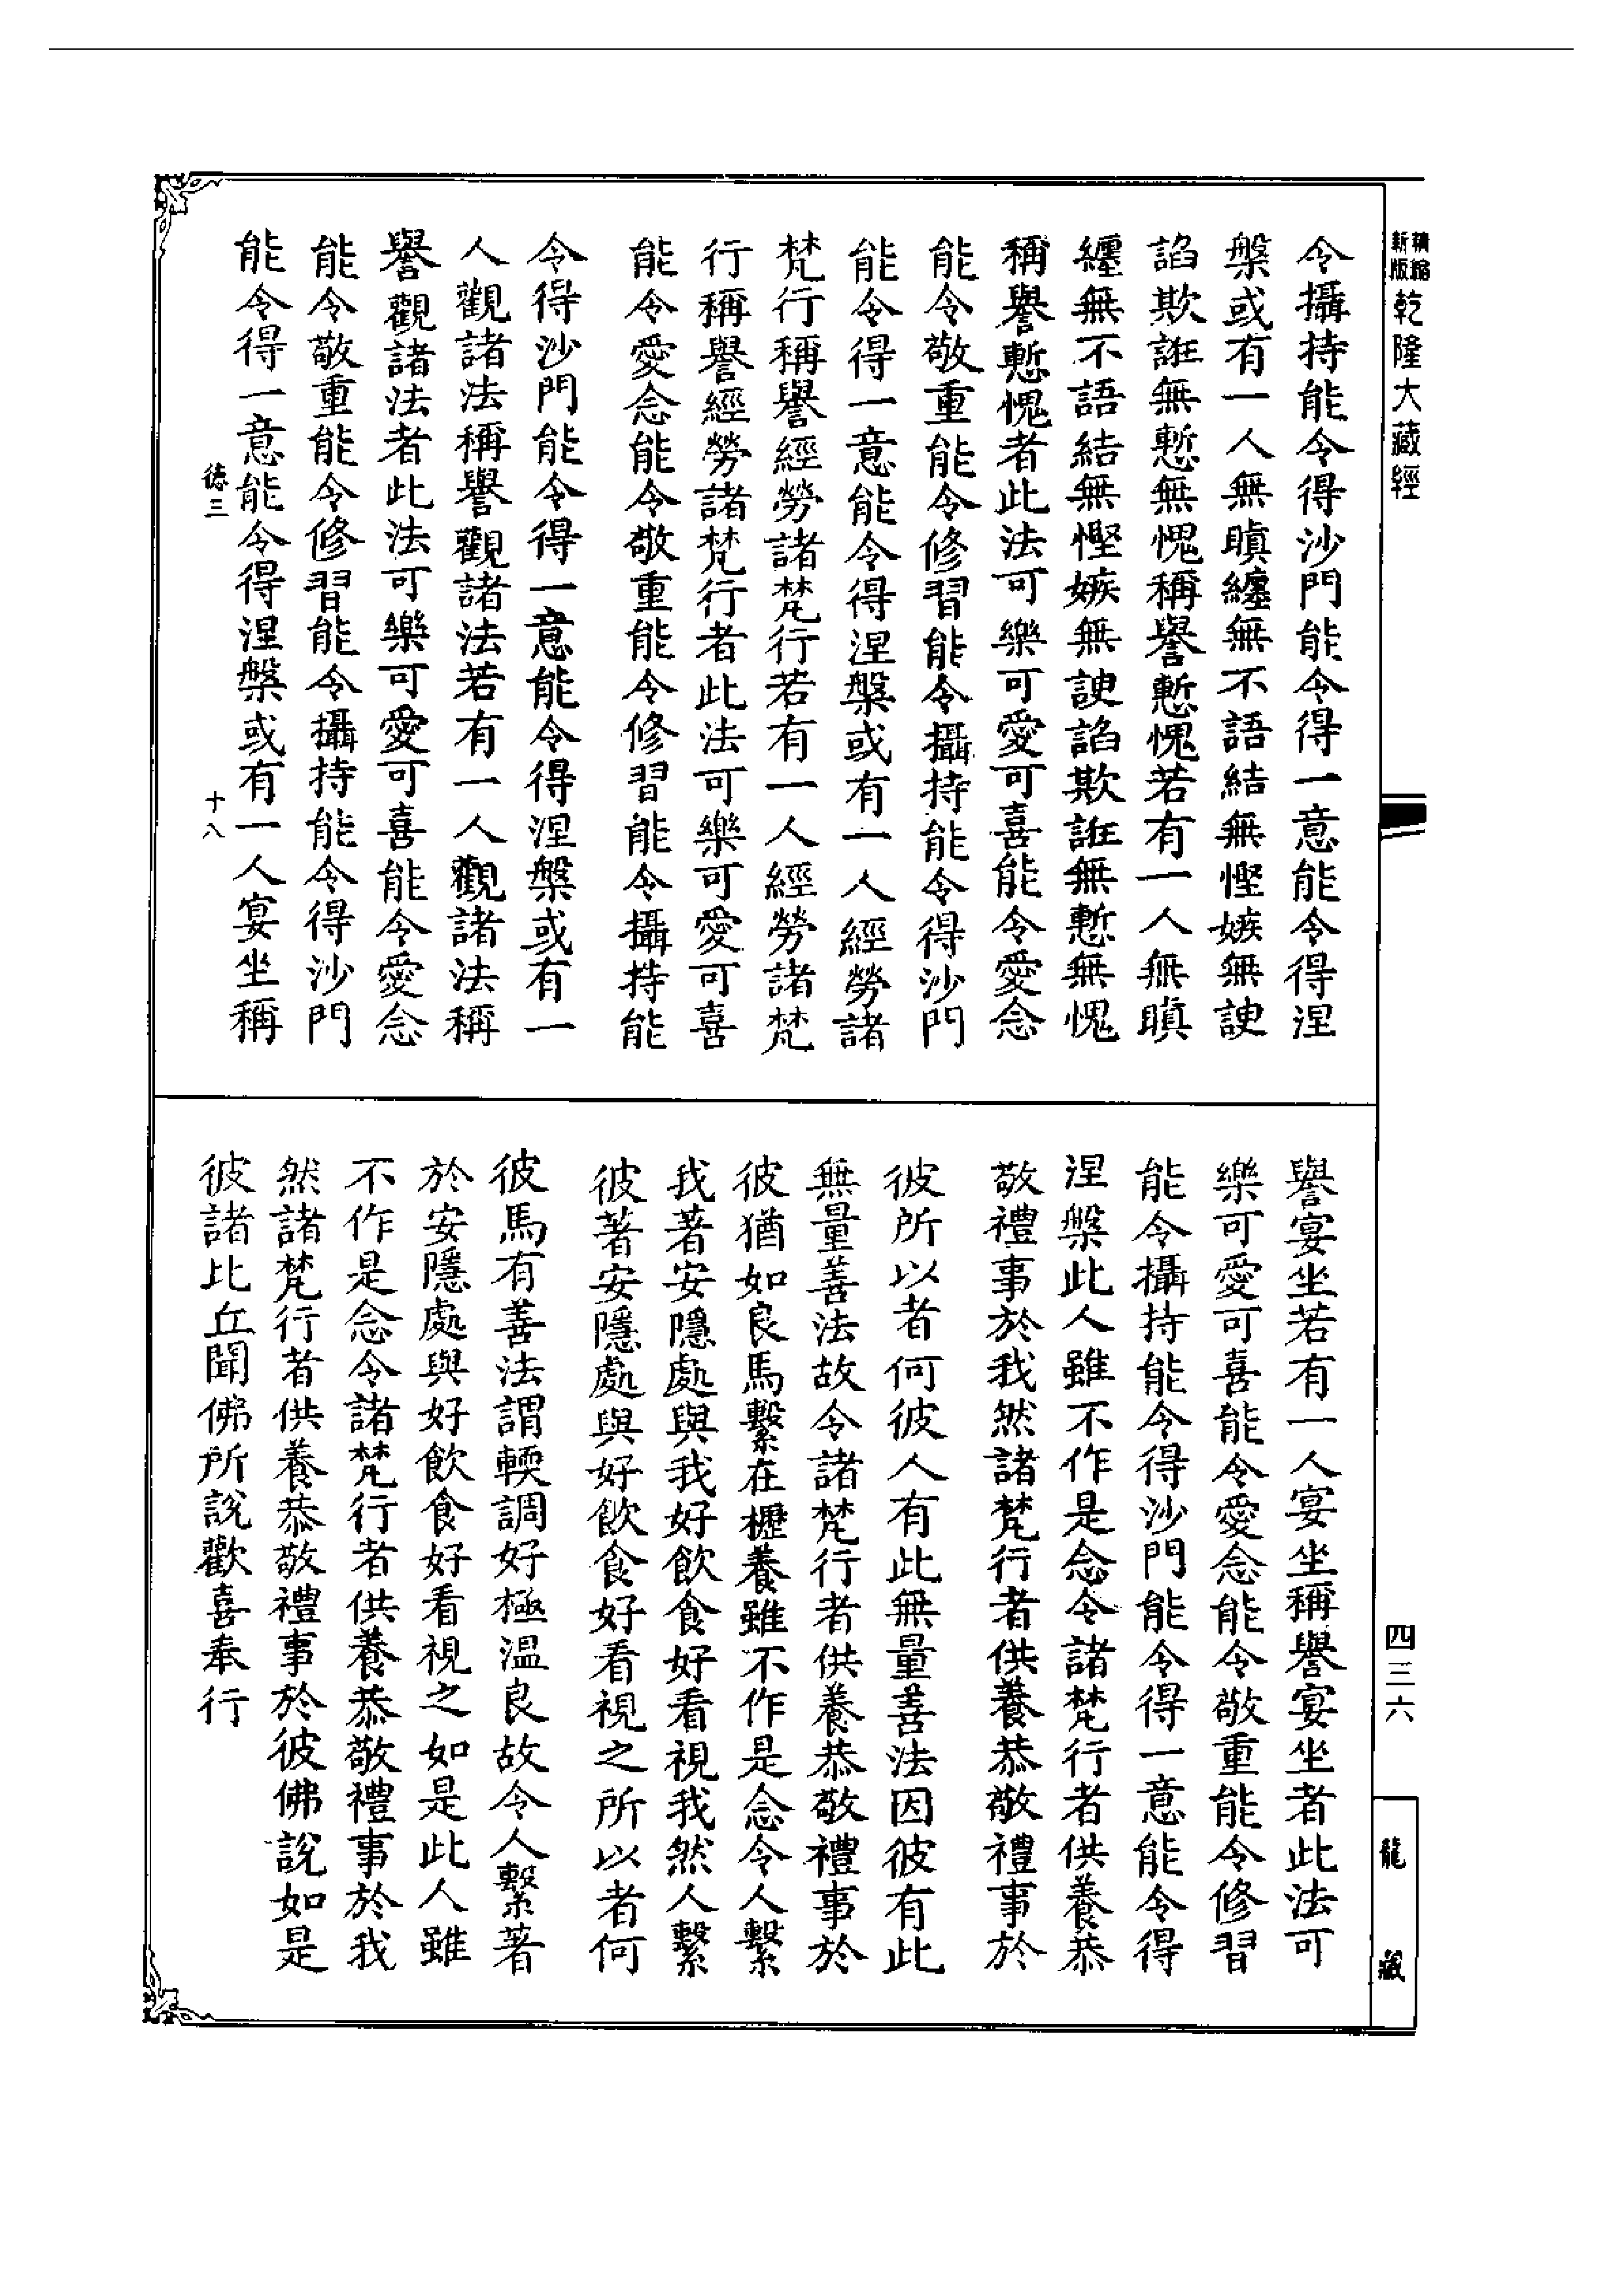 精縮
新版
乾隆大藏經
令攝持能令得沙門能令得一意能令得涅
槃或有一人無瞋纏無不語結無慳嫉無諛
諂欺誑無慙無愧稱譽慙愧若有一人無瞋
纏無不語結無慳嫉無諛諂欺誑無慙無愧
稱譽慙愧者此法可樂可愛可喜能令愛念
能令敬重能令修習能令攝持能令得沙門
能令得一意能令得涅槃或有一人經勞諸
梵行稱譽經勞諸梵行若有一人經勞諸梵
行稱譽經勞諸梵行者此法可樂可愛可喜
能令愛念能令敬重能令修習能令攝持能
令得沙門能令得一意能令得涅槃或有一
人觀諸法稱譽觀諸法若有一人觀諸法稱
譽觀諸法者此法可樂可愛可喜能令愛念
能令敬重能令修習能令攝持能令得沙門
能令得一意能令得涅槃或有一人宴坐稱
德三
十八
譽宴坐若有一人宴坐稱譽宴坐者此法可
樂可愛可喜能令愛念能令敬重能令修習
能令攝持能令得沙門能令得一意能令得
涅槃此人雖不作是念令諸梵行者供養恭
敬禮事於我然諸梵行者供養恭敬禮事於
彼所以者何彼人有此無量善法因彼有此
無量善法故令諸梵行者供養恭敬禮事於
彼猶如良馬繫在櫪養雖不作是念令人繫
我著安隱處與我好飲食好看視我然人繫
彼著安隱處與好飲食好看視之所以者何
彼馬有善法謂輭調好極溫良故令人繫著
於安隱處與好飲食好看視之如是此人雖
不作是念令諸梵行者供養恭敬禮事於我
然諸梵行者供養恭敬禮事於彼佛說如是
彼諸比丘聞佛所說歡喜奉行
四三六
龍藏